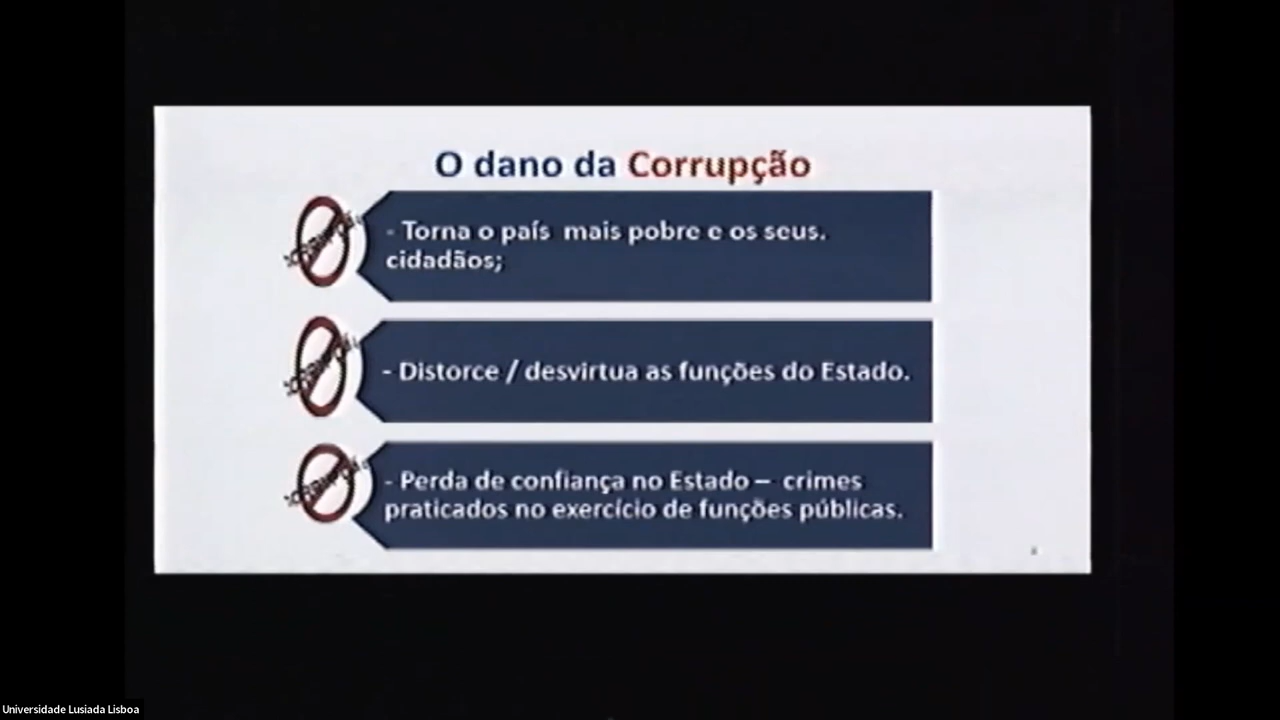 O dano da Corrupção
- Torna o país mais pobre e os seus.
cidadãos;
- Distorce / desvirtua as funções do Estado.
- Perda de confiança no Estado – crimes
praticados no exercício de funções públicas.
Universidade Lusiada Lisboa